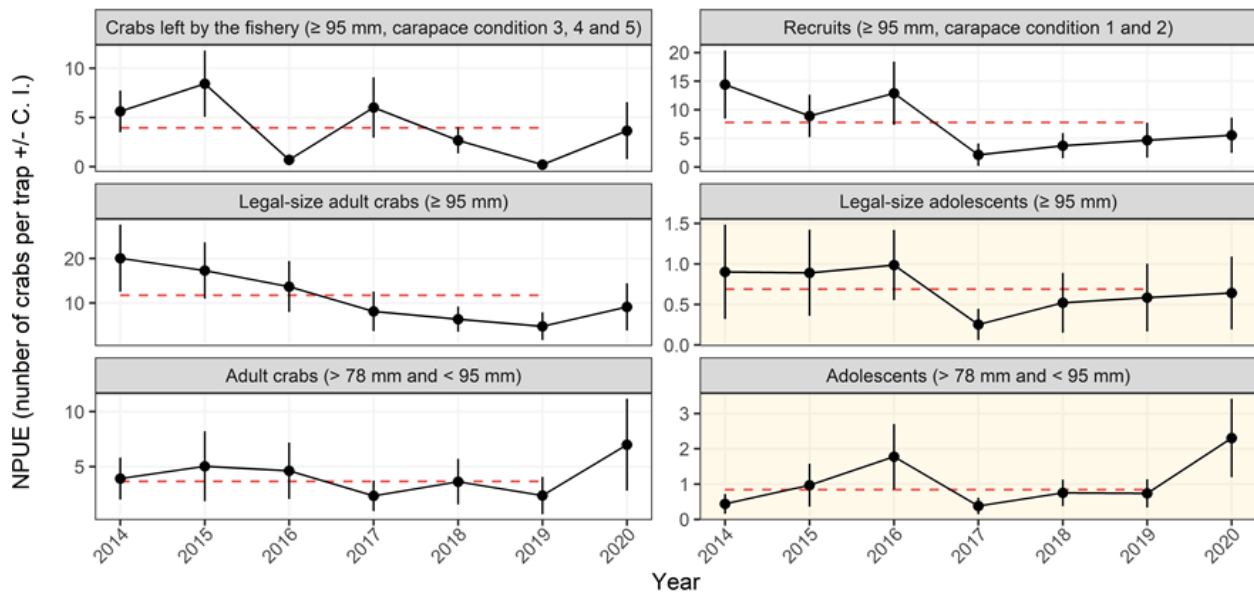 NPUE (nunber of crabs per trap +/- C. I.)
Crabs left by the fishery (≥ 95 mm, carapace condition 3, 4 and 5)
10
5
0
Recruits (≥ 95 mm, carapace condition 1 and 2)
20
15
10
5
0
Legal-size adult crabs (≥ 95 mm)
20
10
Legal-size adolescents (≥ 95 mm)
1.5
1.0
0.5
0.0
Adult crabs (> 78 mm and < 95 mm)
10
5
Adolescents (> 78 mm and < 95 mm)
3
2
1
0
2014 2015 2016 2017 2018 2019 2020
2014 2015 2016 2017 2018 2019 2020
Year